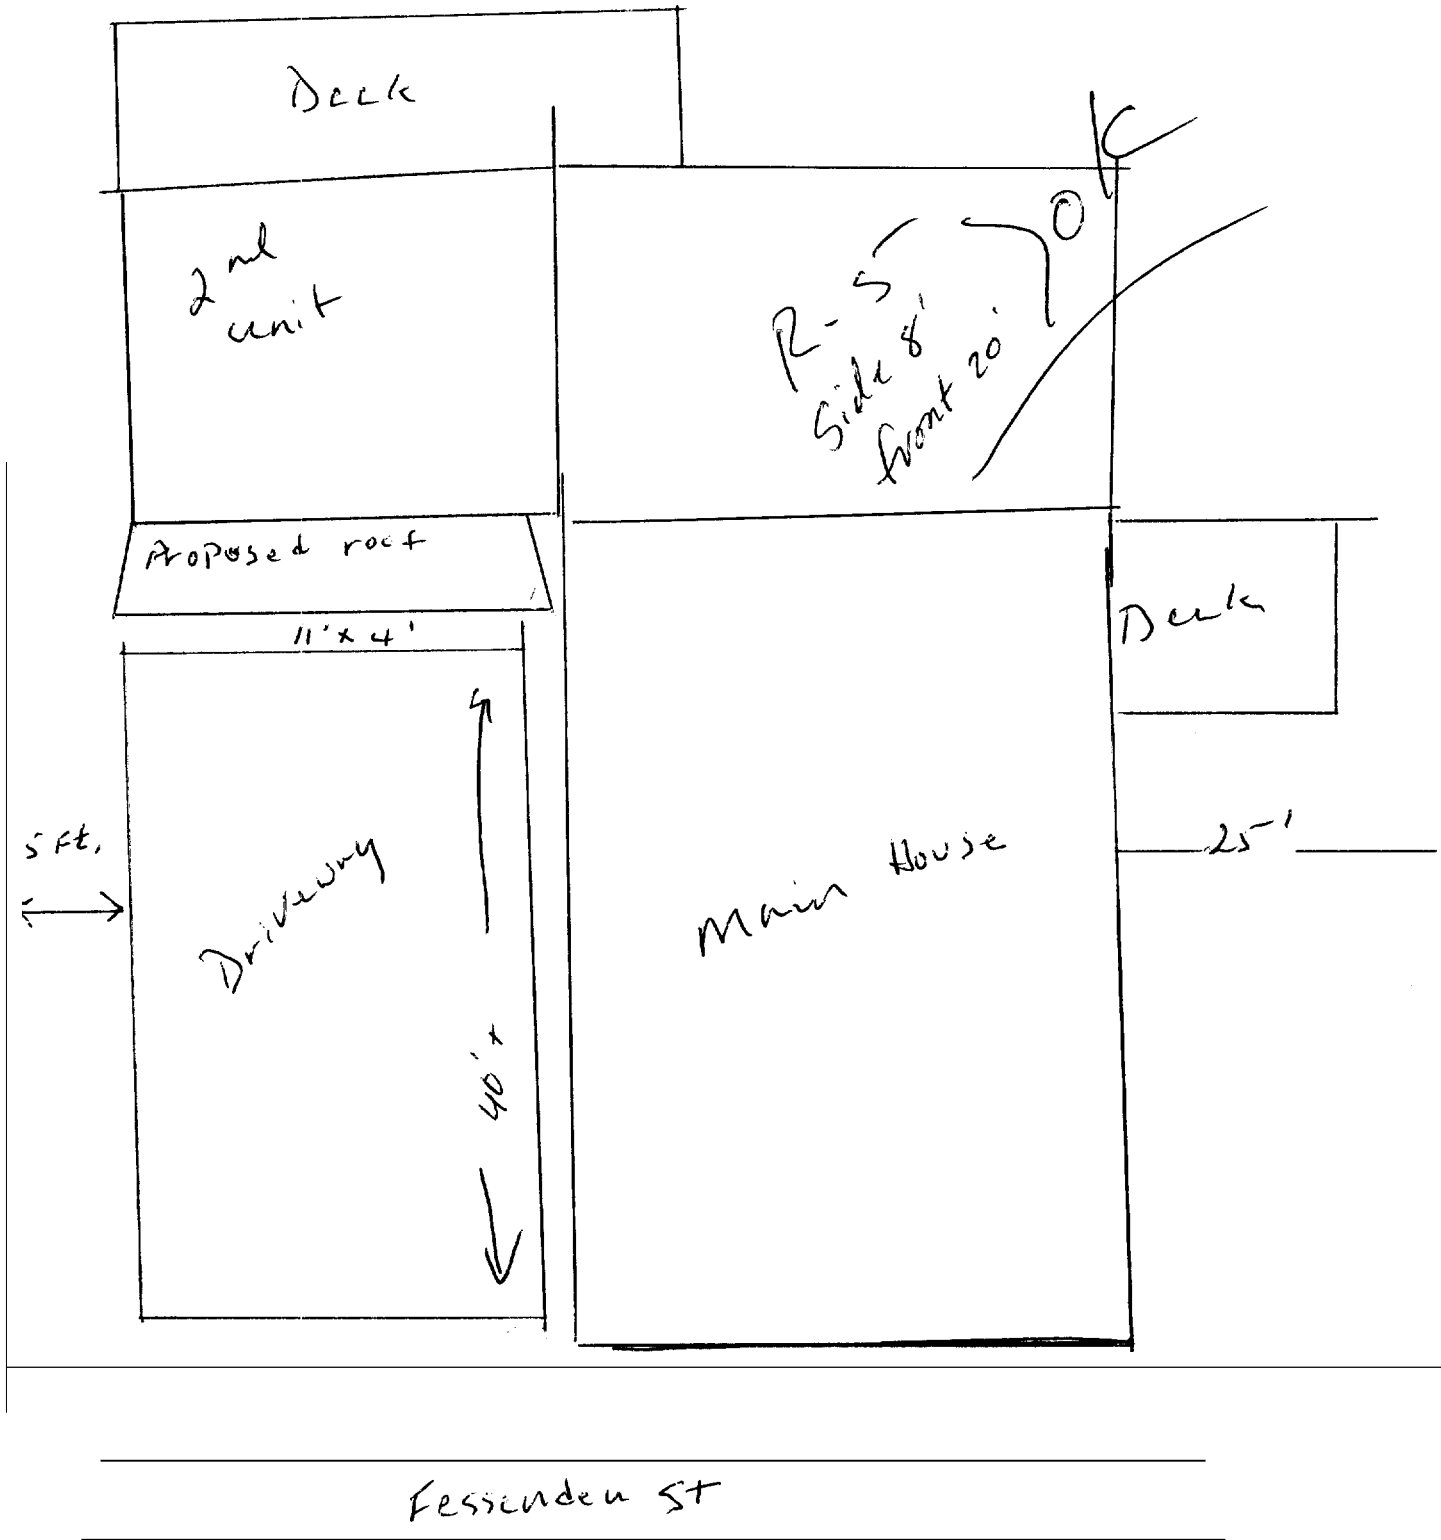 Deck
OK
2nd
unit
R-5
Side 8'
front 20'
Proposed roof
11' x 4'
Deck
5 Ft.
Driveway
40' +
Main House
25'
Fessenden St